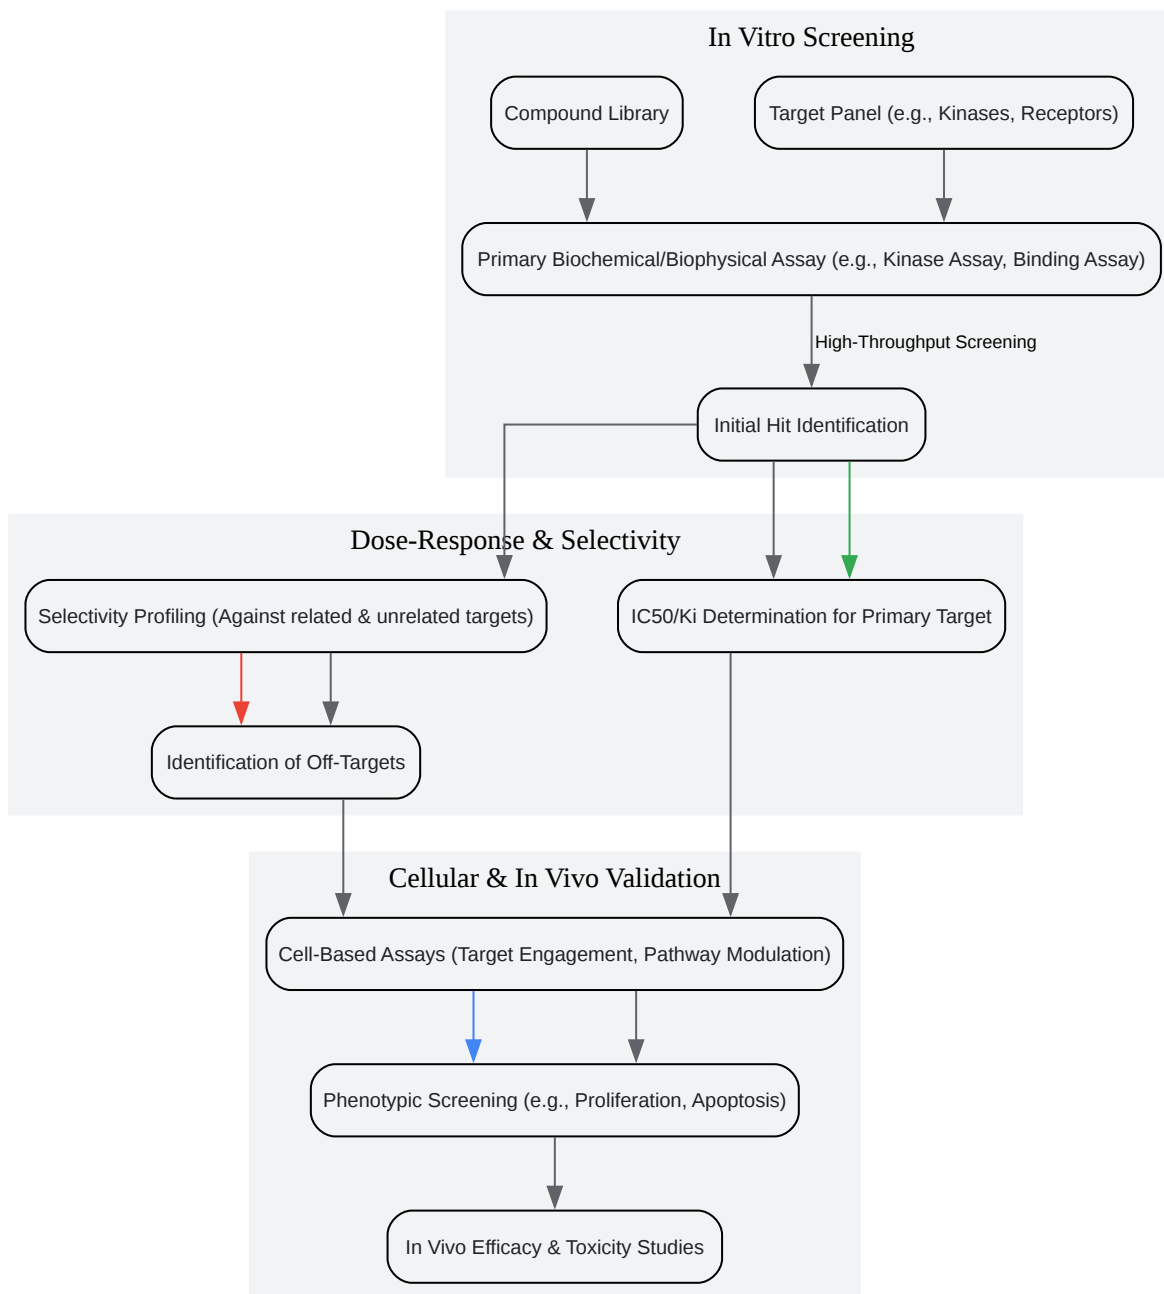 In Vitro Screening
Compound Library
Target Panel (e.g., Kinases, Receptors)
Primary Biochemical/Biophysical Assay (e.g., Kinase Assay, Binding Assay)
High-Throughput Screening
Initial Hit Identification
Dose-Response & Selectivity
Selectivity Profiling (Against related & unrelated targets)
IC50/Ki Determination for Primary Target
Identification of Off-Targets
Cellular & In Vivo Validation
Cell-Based Assays (Target Engagement, Pathway Modulation)
Phenotypic Screening (e.g., Proliferation, Apoptosis)
In Vivo Efficacy & Toxicity Studies